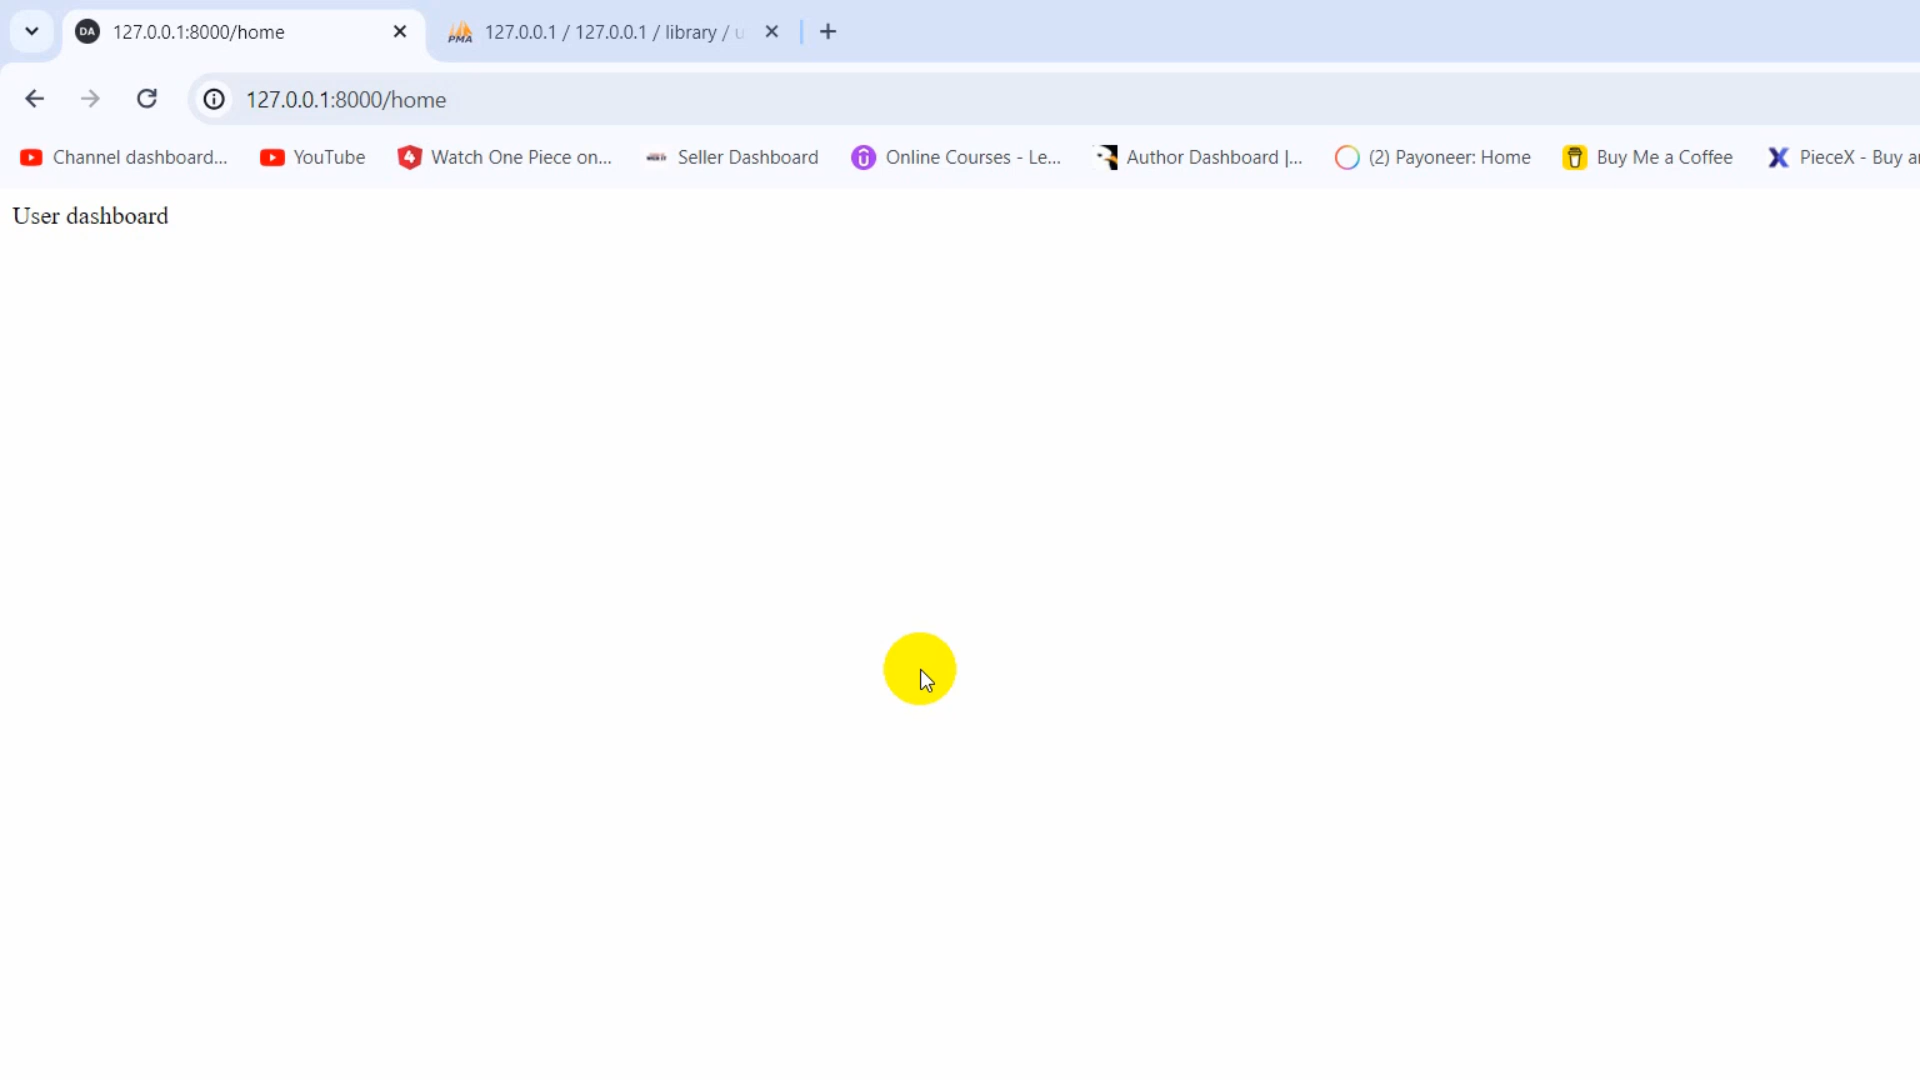 DA 127.0.0.1:8000/home
PMA 127.0.0.1 / 127.0.0.1 / library / u
127.0.0.1:8000/home
Channel dashboard... YouTube Watch One Piece on... Seller Dashboard Online Courses - Le... Author Dashboard |... (2) Payoneer: Home Buy Me a Coffee PieceX - Buy a
User dashboard